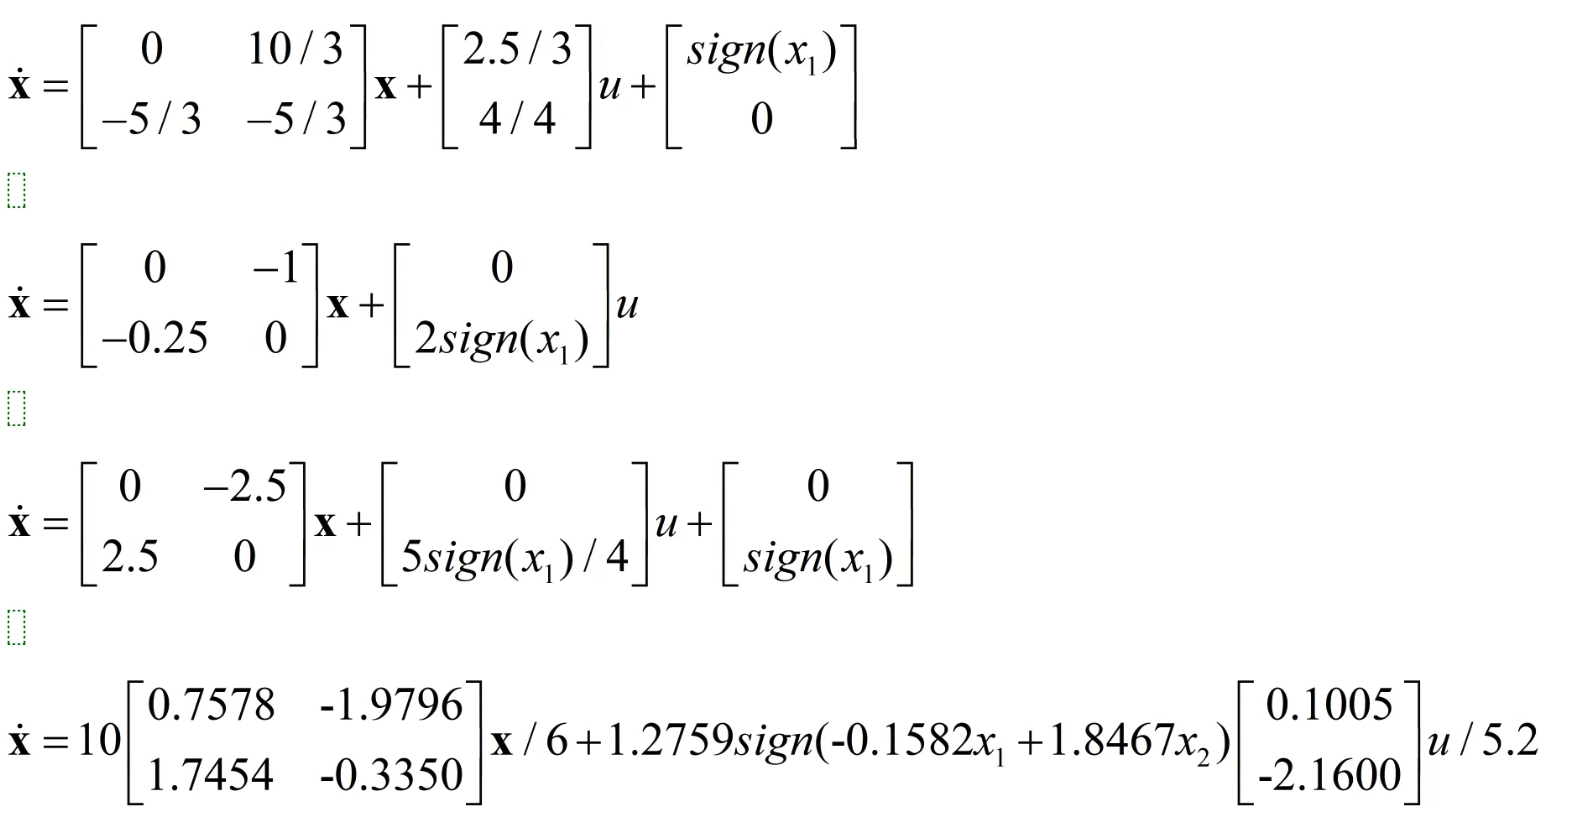 ẋ = [0 10/3; −5/3 −5/3] x + [2.5/3; 4/4] u + [sign(x₁); 0]
ẋ = [0 −1; −0.25 0] x + [0; 2sign(x₁)] u
ẋ = [0 −2.5; 2.5 0] x + [0; 5sign(x₁)/4] u + [0; sign(x₁)]
ẋ = 10 [0.7578 -1.9796; 1.7454 -0.3350] x / 6 + 1.2759sign(-0.1582x₁ + 1.8467x₂) [0.1005; -2.1600] u / 5.2